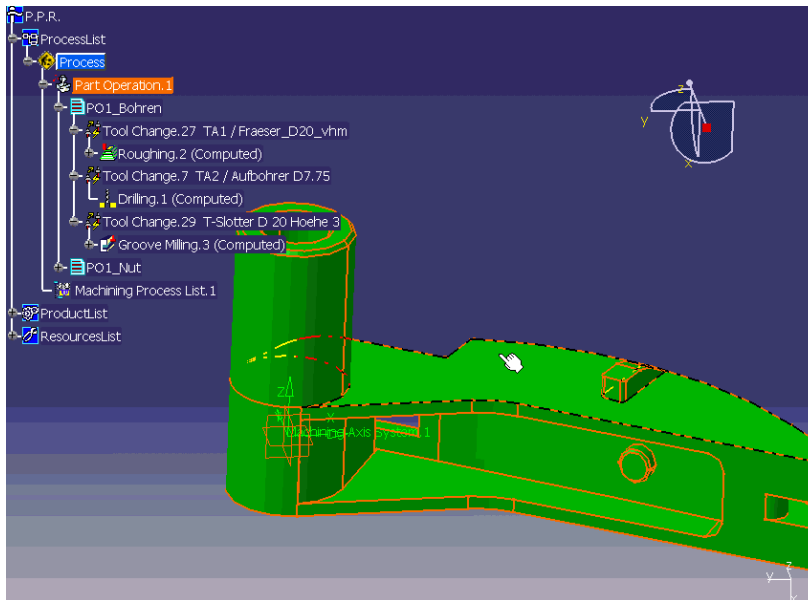 P.P.R.
ProcessList
Process
Part Operation.1
PO1_Bohren
Tool Change.27 TA1 / Fraeser_D20_vhm
Roughing.2 (Computed)
Tool Change.7 TA2 / Aufbohrer D7.75
Drilling.1 (Computed)
Tool Change.29 T-Slotter D 20 Hoehe 3
Groove Milling.3 (Computed)
PO1_Nut
Machining Process List.1
ProductList
ResourcesList
z
y
x
Z
X
Machining Axis System.1
z
y
x